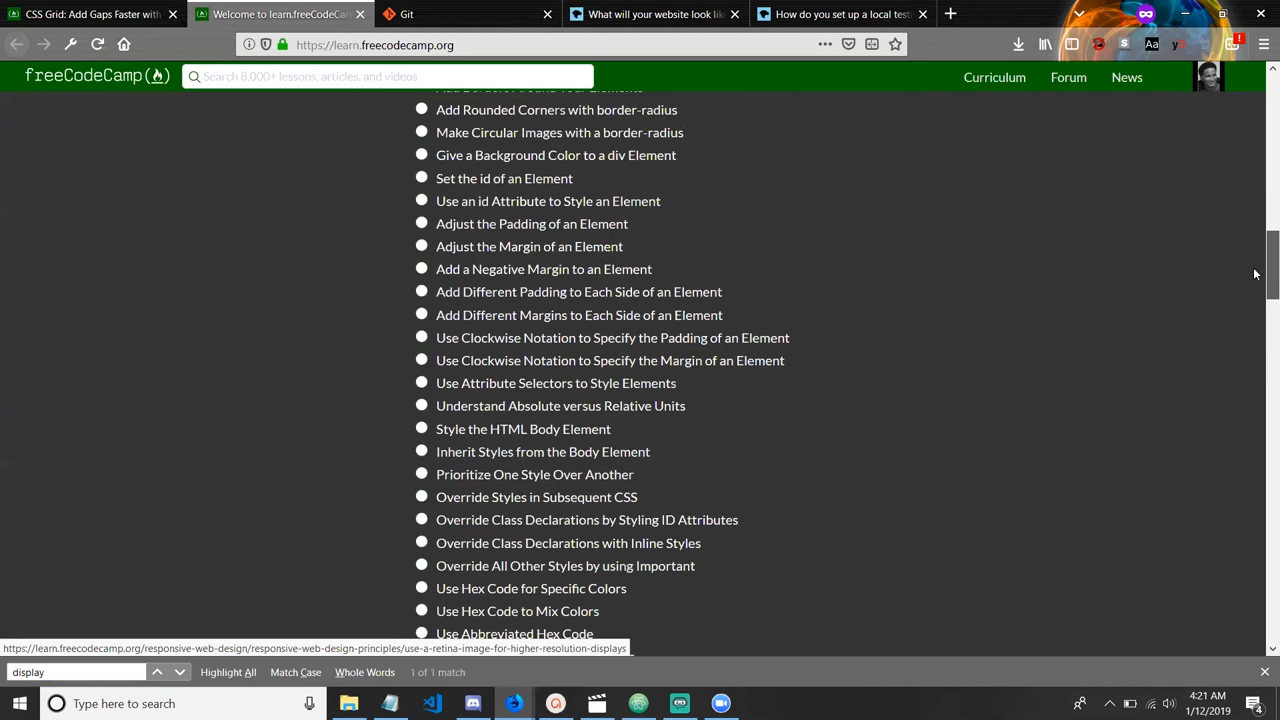 CSS Grid: Add Gaps Faster with
Welcome to learn.freeCodeCam
Git
What will your website look lik
How do you set up a local test
https://learn.freecodecamp.org
freeCodeCamp
Search 8,000+ lessons, articles, and videos
Curriculum
Forum
News
Add Borders Around Your Elements
Add Rounded Corners with border-radius
Make Circular Images with a border-radius
Give a Background Color to a div Element
Set the id of an Element
Use an id Attribute to Style an Element
Adjust the Padding of an Element
Adjust the Margin of an Element
Add a Negative Margin to an Element
Add Different Padding to Each Side of an Element
Add Different Margins to Each Side of an Element
Use Clockwise Notation to Specify the Padding of an Element
Use Clockwise Notation to Specify the Margin of an Element
Use Attribute Selectors to Style Elements
Understand Absolute versus Relative Units
Style the HTML Body Element
Inherit Styles from the Body Element
Prioritize One Style Over Another
Override Styles in Subsequent CSS
Override Class Declarations by Styling ID Attributes
Override Class Declarations with Inline Styles
Override All Other Styles by using Important
Use Hex Code for Specific Colors
Use Hex Code to Mix Colors
Use Abbreviated Hex Code
https://learn.freecodecamp.org/responsive-web-design/responsive-web-design-principles/use-a-retina-image-for-higher-resolution-displays
display
Highlight All
Match Case
Whole Words
1 of 1 match
Type here to search
4:21 AM
1/12/2019
4